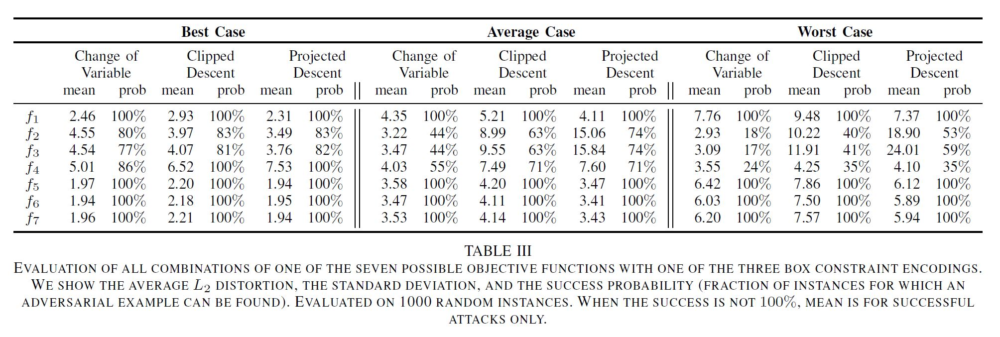 Best Case Average Case Worst Case
Change of Clipped Projected Change of Clipped Projected Change of Clipped Projected
Variable Descent Descent Variable Descent Descent Variable Descent Descent
mean prob mean prob mean prob mean prob mean prob mean prob mean prob mean prob mean prob
f1 2.46 100% 2.93 100% 2.31 100% 4.35 100% 5.21 100% 4.11 100% 7.76 100% 9.48 100% 7.37 100%
f2 4.55 80% 3.97 83% 3.49 83% 3.22 44% 8.99 63% 15.06 74% 2.93 18% 10.22 40% 18.90 53%
f3 4.54 77% 4.07 81% 3.76 82% 3.47 44% 9.55 63% 15.84 74% 3.09 17% 11.91 41% 24.01 59%
f4 5.01 86% 6.52 100% 7.53 100% 4.03 55% 7.49 71% 7.60 71% 3.55 24% 4.25 35% 4.10 35%
f5 1.97 100% 2.20 100% 1.94 100% 3.58 100% 4.20 100% 3.47 100% 6.42 100% 7.86 100% 6.12 100%
f6 1.94 100% 2.18 100% 1.95 100% 3.47 100% 4.11 100% 3.41 100% 6.03 100% 7.50 100% 5.89 100%
f7 1.96 100% 2.21 100% 1.94 100% 3.53 100% 4.14 100% 3.43 100% 6.20 100% 7.57 100% 5.94 100%
TABLE III
EVALUATION OF ALL COMBINATIONS OF ONE OF THE SEVEN POSSIBLE OBJECTIVE FUNCTIONS WITH ONE OF THE THREE BOX CONSTRAINT ENCODINGS.
WE SHOW THE AVERAGE L2 DISTORTION, THE STANDARD DEVIATION, AND THE SUCCESS PROBABILITY (FRACTION OF INSTANCES FOR WHICH AN
ADVERSARIAL EXAMPLE CAN BE FOUND). EVALUATED ON 1000 RANDOM INSTANCES. WHEN THE SUCCESS IS NOT 100%, MEAN IS FOR SUCCESSFUL
ATTACKS ONLY.